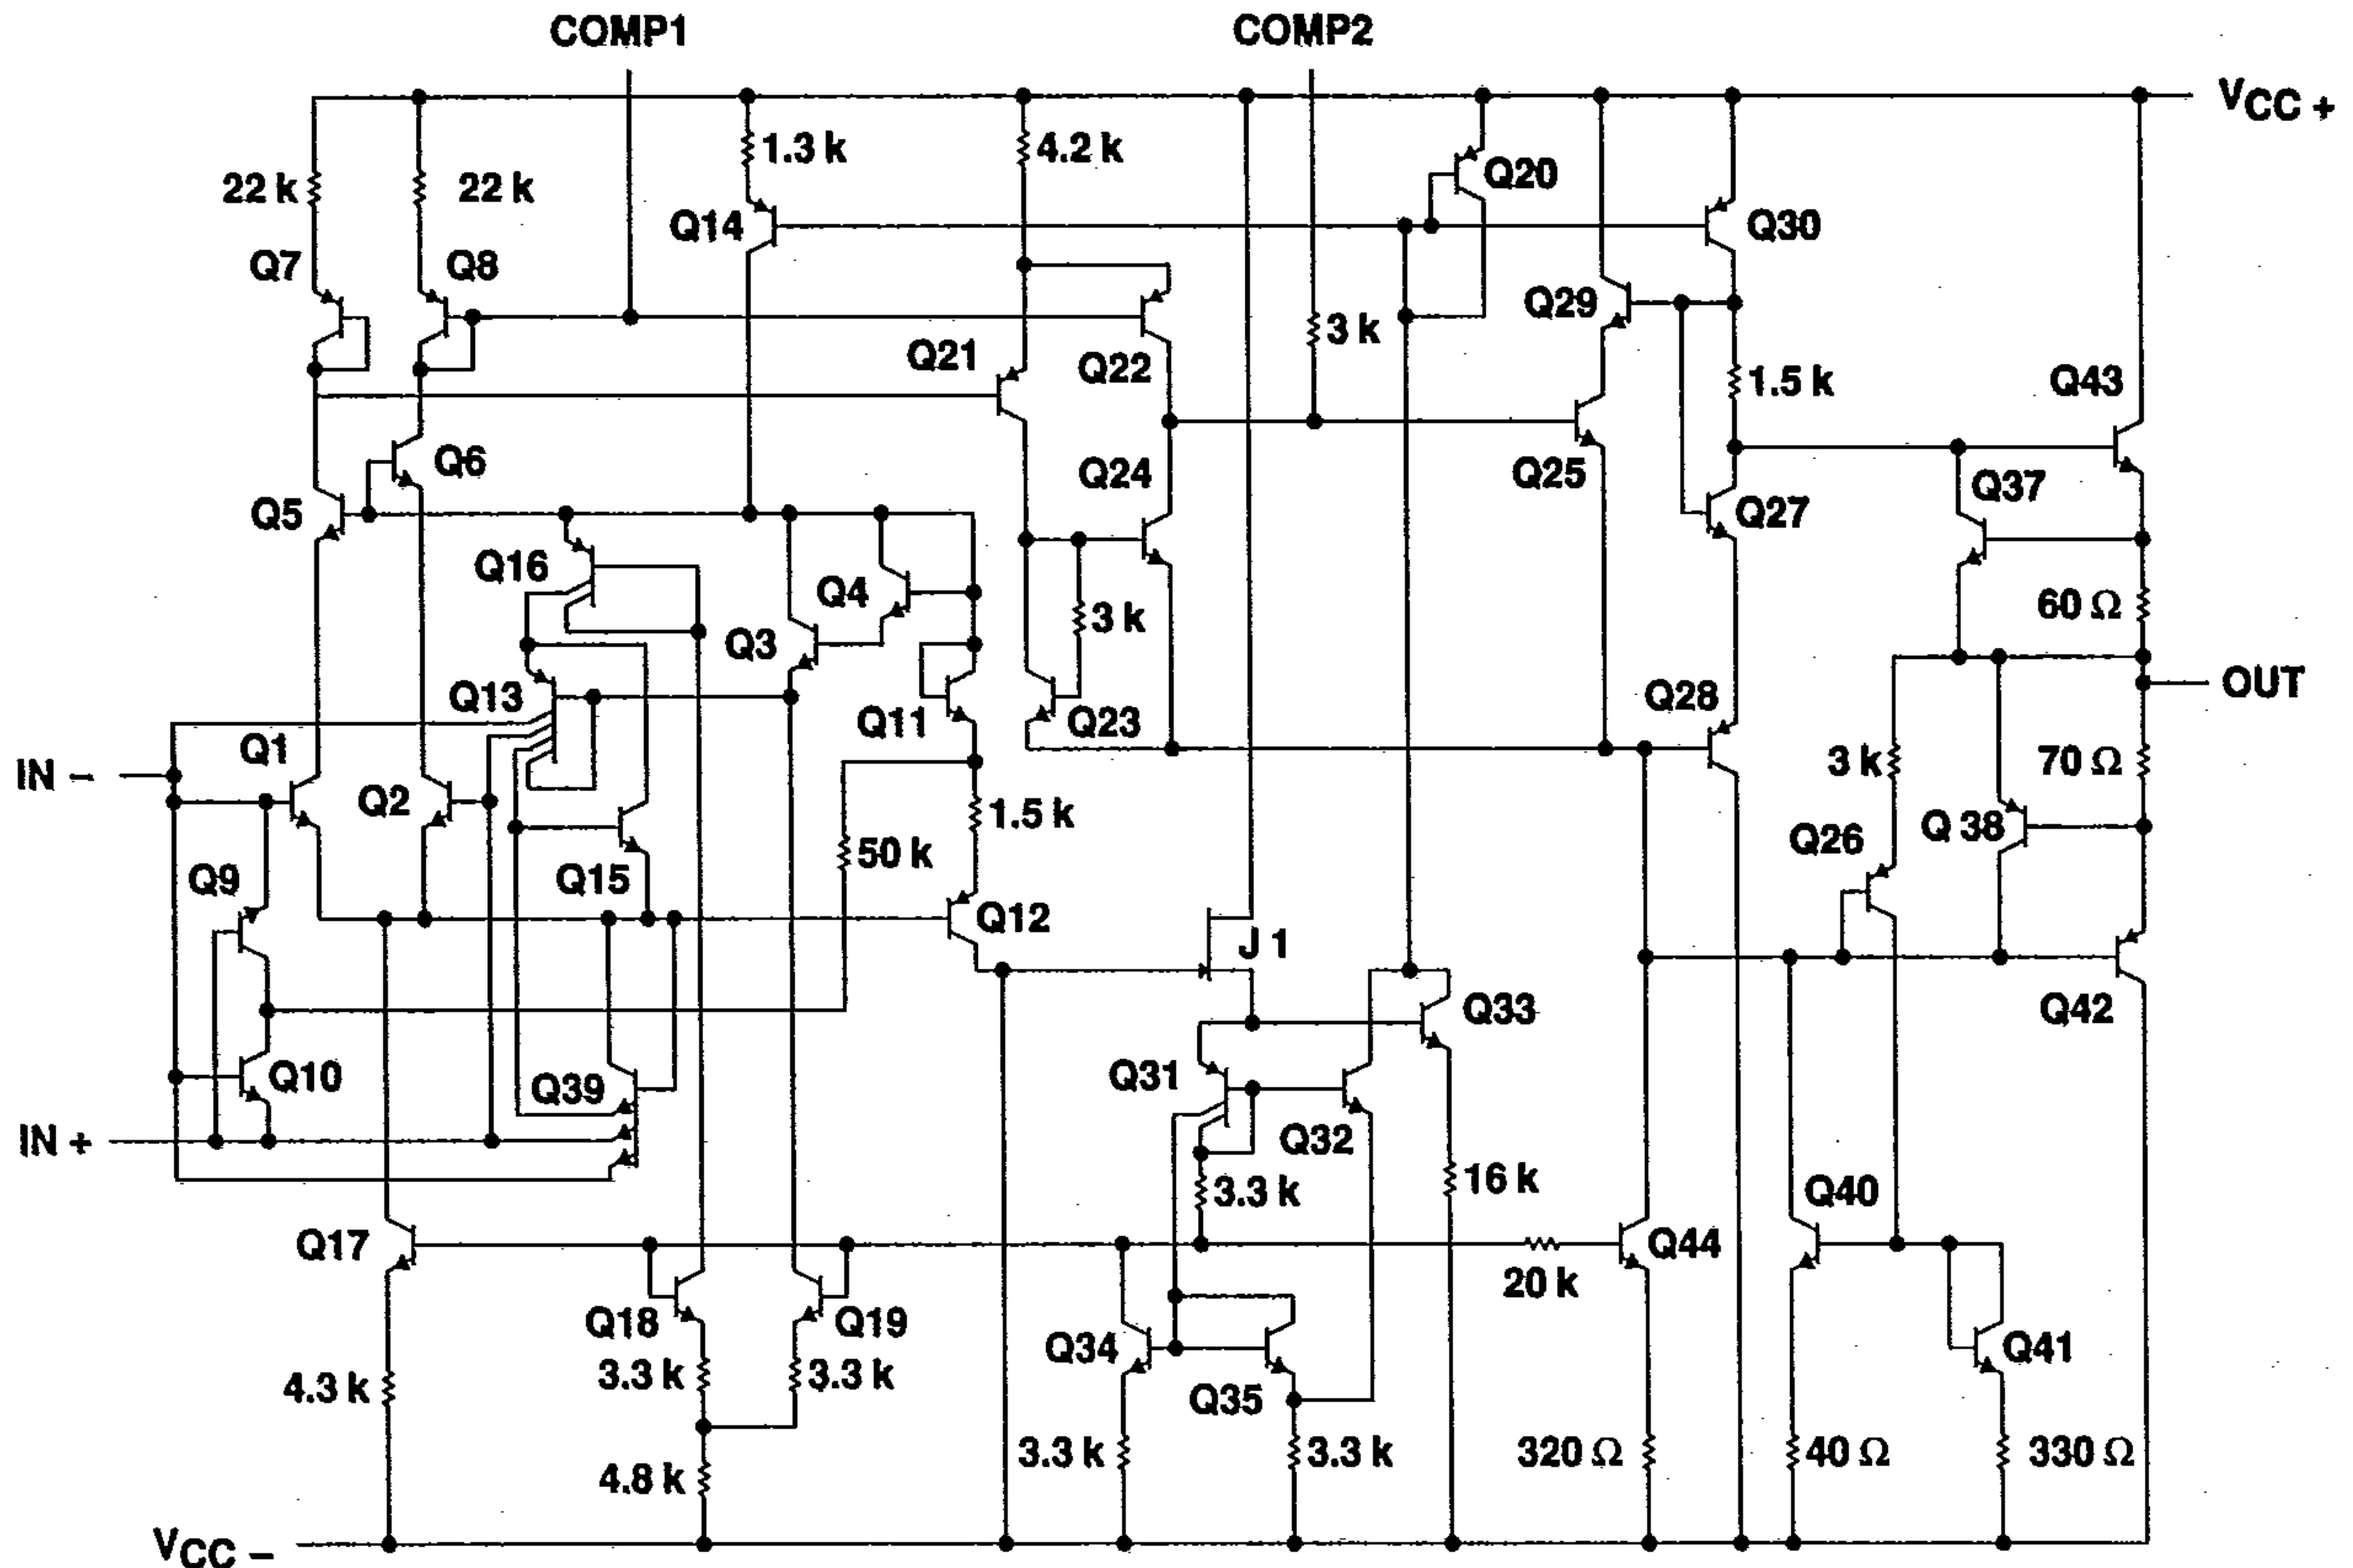 COMP1
COMP2
VCC +
1.3 k
4.2 k
Q20
22 k
22 k
Q14
Q30
Q7
Q8
Q29
3 k
Q21
Q22
1.5 k
Q43
Q6
Q24
Q25
Q37
Q5
Q27
Q16
Q4
3 k
60 Ω
Q3
OUT
Q13
Q11
Q23
Q28
Q1
IN –
Q2
3 k
70 Ω
1.5 k
50 k
Q26
Q 38
Q9
Q15
Q12
J 1
Q33
Q42
Q10
Q39
Q31
IN +
Q32
3.3 k
16 k
Q40
Q17
Q44
20 k
Q18
Q19
Q34
Q41
4.3 k
3.3 k
3.3 k
Q35
3.3 k
3.3 k
320 Ω
40 Ω
330 Ω
4.8 k
VCC –